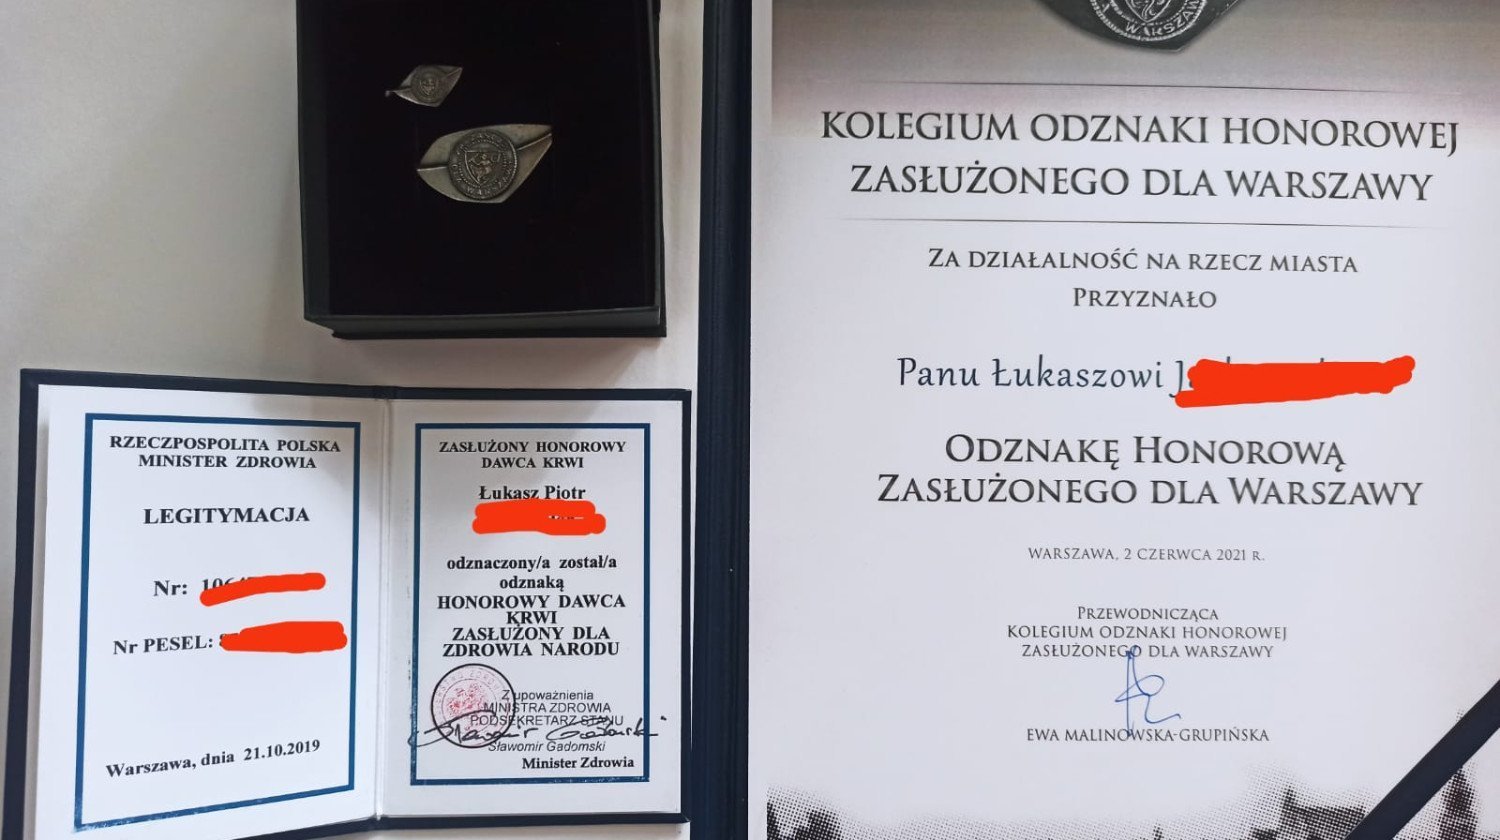 RZECZPOSPOLITA POLSKA
MINISTER ZDROWIA
LEGITYMACJA
Nr:
Nr PESEL:
Warszawa, dnia 21.10.2019
ZASŁUŻONY HONOROWY
DAWCA KRWI
Łukasz Piotr
odznaczony/a został/a
odznaką
HONOROWY DAWCA
KRWI
ZASŁUŻONY DLA
ZDROWIA NARODU
Z upoważnienia
MINISTRA ZDROWIA
PODSEKRETARZ STANU
Sławomir Gadomski
Minister Zdrowia
KOLEGIUM ODZNAKI HONOROWEJ
ZASŁUŻONEGO DLA WARSZAWY
ZA DZIAŁALNOŚĆ NA RZECZ MIASTA
PRZYZNAŁO
Panu Łukaszowi
ODZNAKĘ HONOROWĄ
ZASŁUŻONEGO DLA WARSZAWY
WARSZAWA, 2 CZERWCA 2021 R.
PRZEWODNICZĄCA
KOLEGIUM ODZNAKI HONOROWEJ
ZASŁUŻONEGO DLA WARSZAWY
EWA MALINOWSKA-GRUPIŃSKA